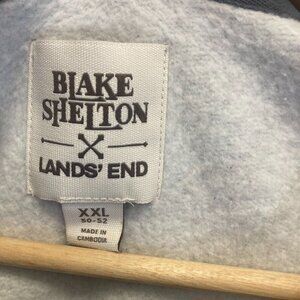 BLAKE
SHELTON
LANDS' END
XXL
50-52
MADE IN
CAMBODIA